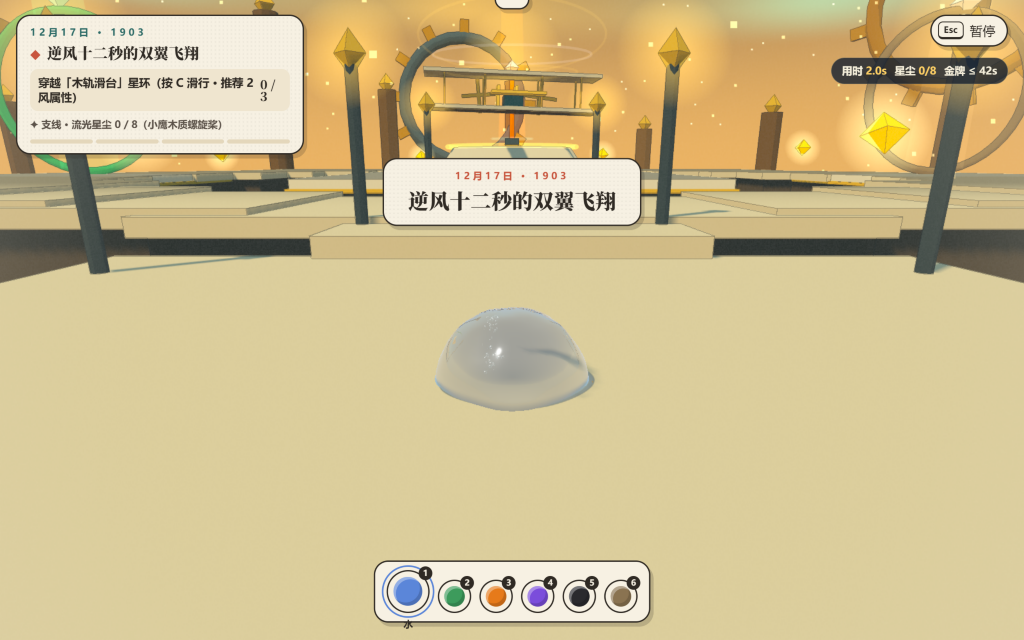 12月17日 · 1903
逆风十二秒的双翼飞翔
穿越「木轨滑台」星环（按 C 滑行 · 推荐 2
风属性）
0 /
3
支线 · 流光星尘 0 / 8（小鹰木质螺旋桨）
Esc 暂停
用时 2.0s 星尘 0/8 金牌 ≤ 42s
12月17日 · 1903
逆风十二秒的双翼飞翔
1 2 3 4 5 6
水